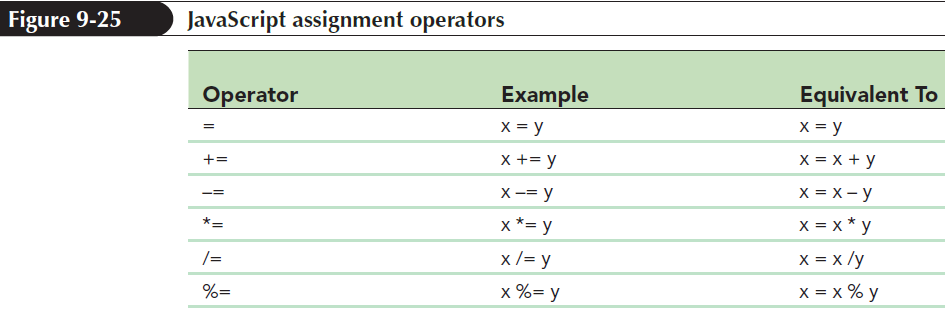 Figure 9-25 JavaScript assignment operators
Operator Example Equivalent To
= x = y x = y
+= x += y x = x + y
–= x –= y x = x – y
*= x *= y x = x * y
/= x /= y x = x /y
%= x %= y x = x % y